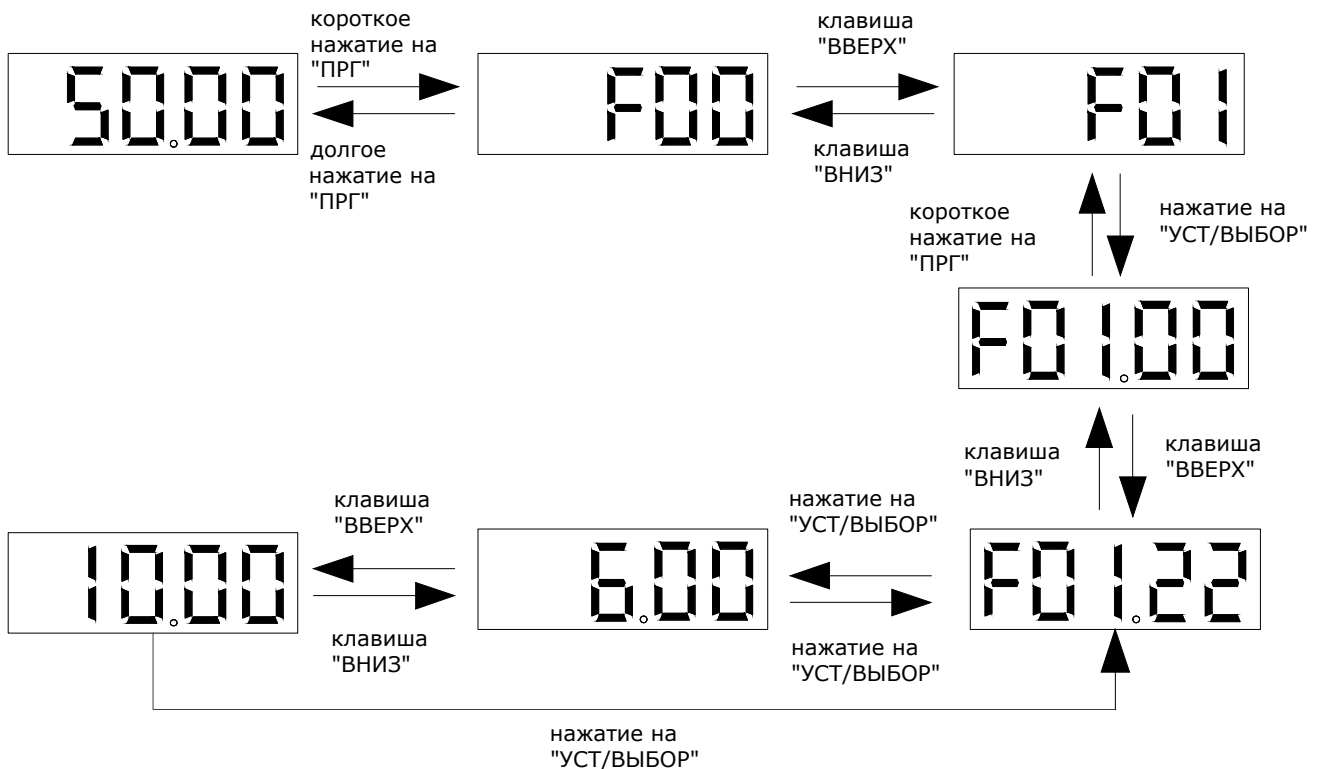 короткое
нажатие на
"ПРГ"
50.00
долгое
нажатие на
"ПРГ"
F00
клавиша
"ВВЕРХ"
клавиша
"ВНИЗ"
F01
короткое
нажатие на
"ПРГ"
нажатие на
"УСТ/ВЫБОР"
F01.00
клавиша
"ВНИЗ"
клавиша
"ВВЕРХ"
F01.22
нажатие на
"УСТ/ВЫБОР"
нажатие на
"УСТ/ВЫБОР"
6.00
клавиша
"ВВЕРХ"
клавиша
"ВНИЗ"
10.00
нажатие на
"УСТ/ВЫБОР"